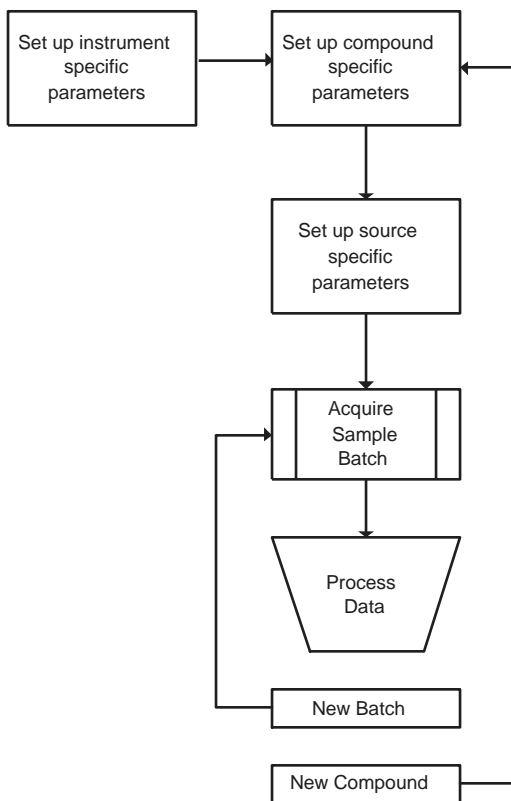 Set up instrument
specific
parameters
Set up compound
specific
parameters
Set up source
specific
parameters
Acquire
Sample
Batch
Process
Data
New Batch
New Compound